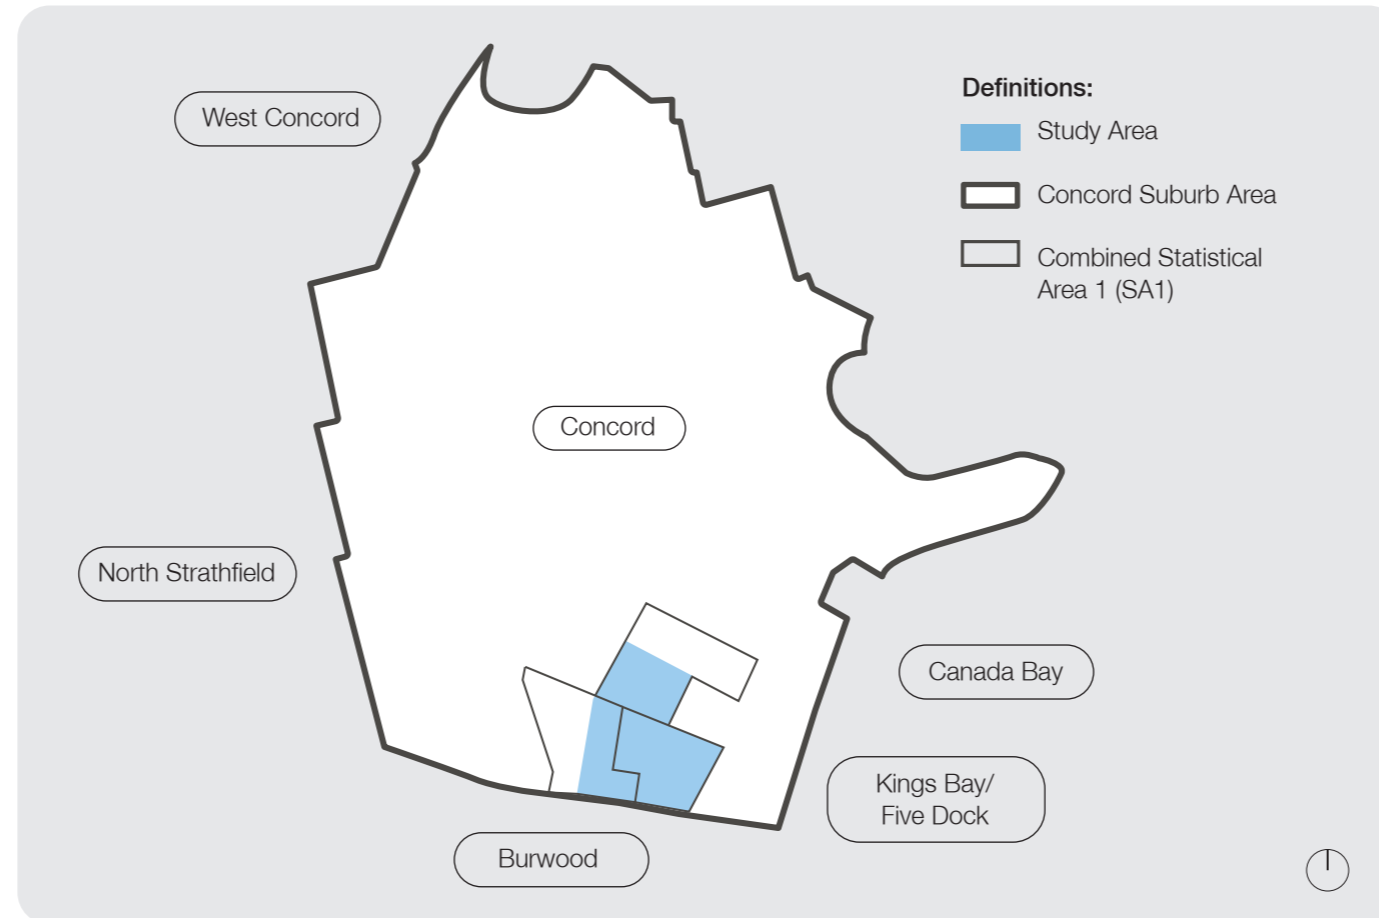 West Concord
Definitions:
Study Area
Concord Suburb Area
Combined Statistical
Area 1 (SA1)
Concord
North Strathfield
Canada Bay
Kings Bay/
Five Dock
Burwood